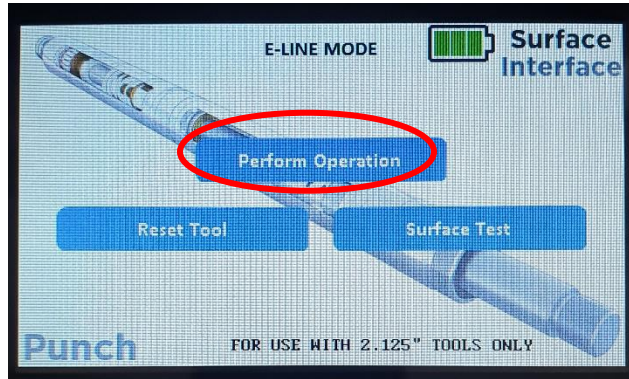 E-LINE MODE
Surface
Interface
Perform Operation
Reset Tool
Surface Test
Punch
FOR USE WITH 2.125" TOOLS ONLY